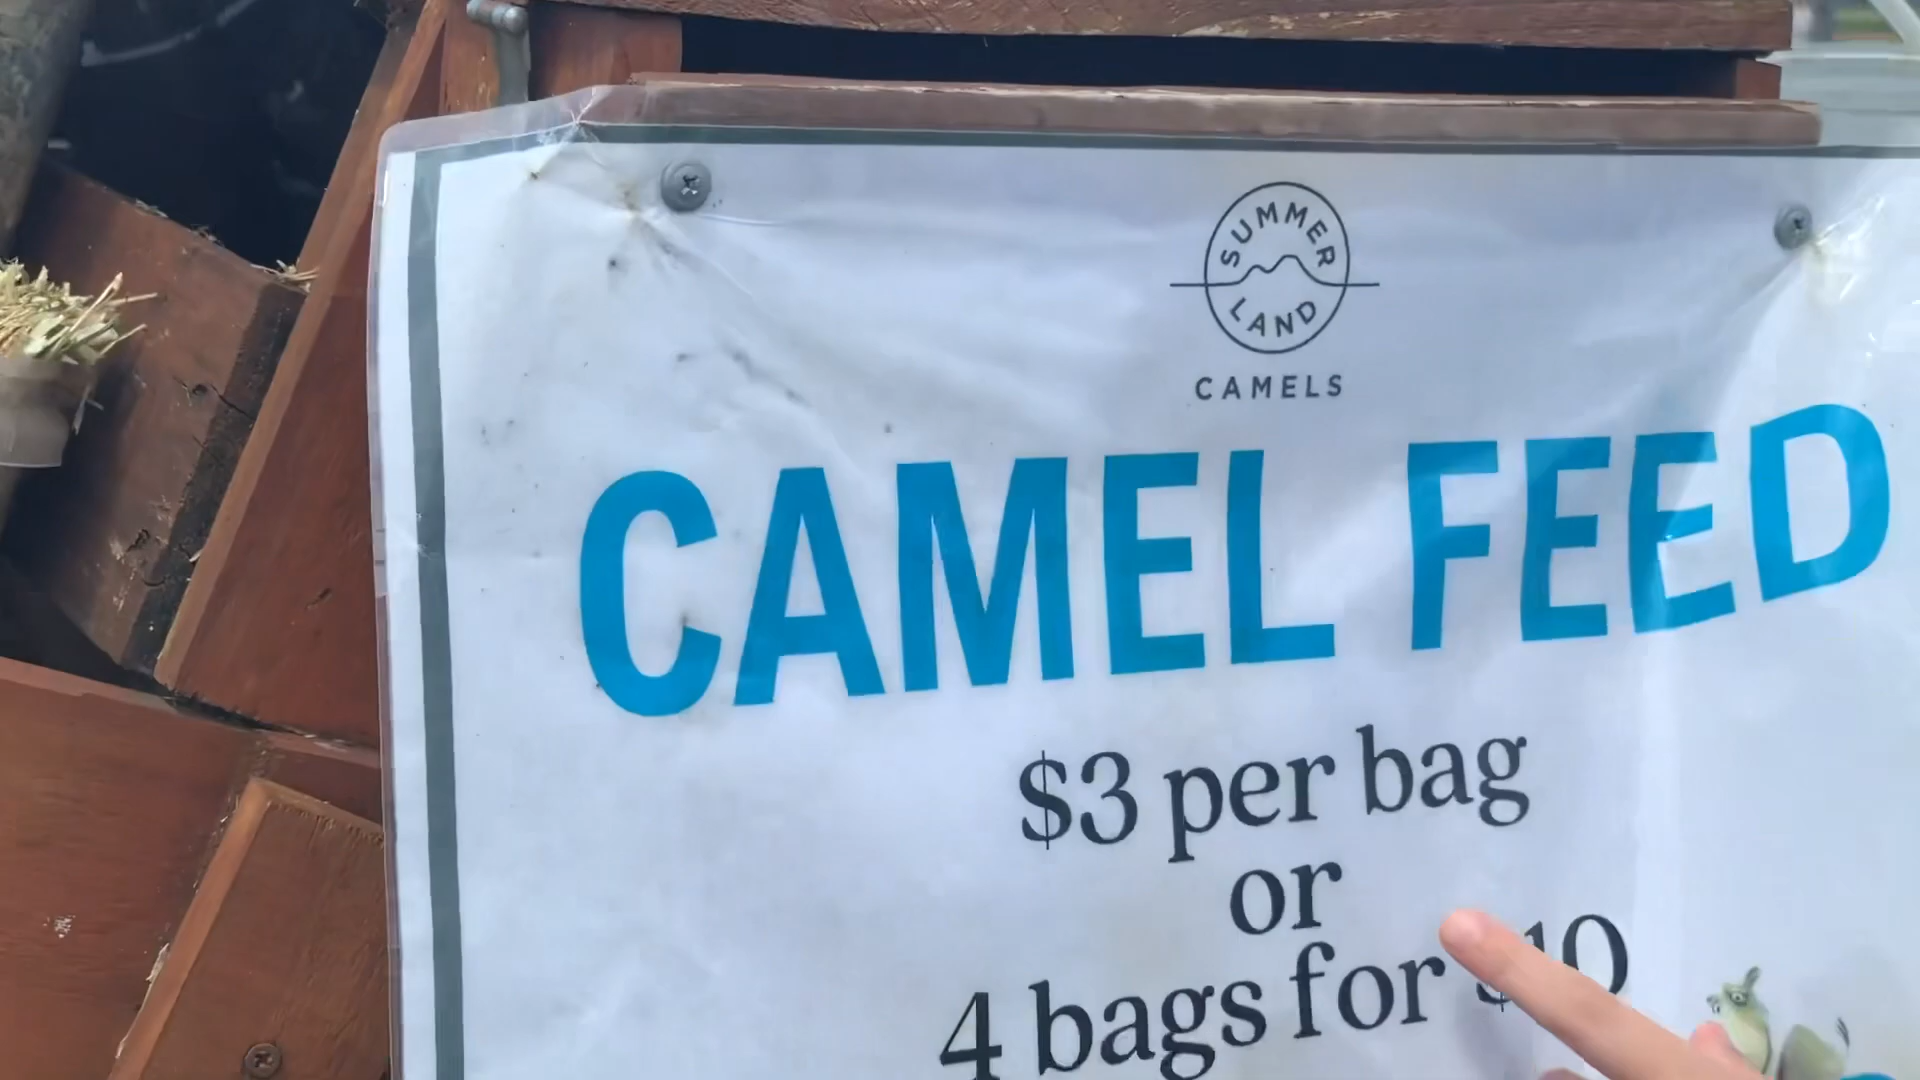 SUMMER
LAND
CAMELS
CAMEL FEED
$3 per bag
or
4 bags for $10